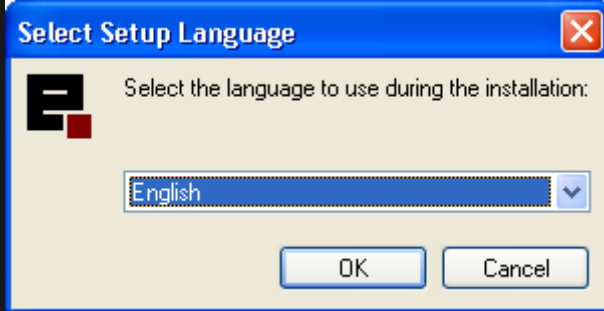 Select Setup Language
Select the language to use during the installation:
English
OK
Cancel